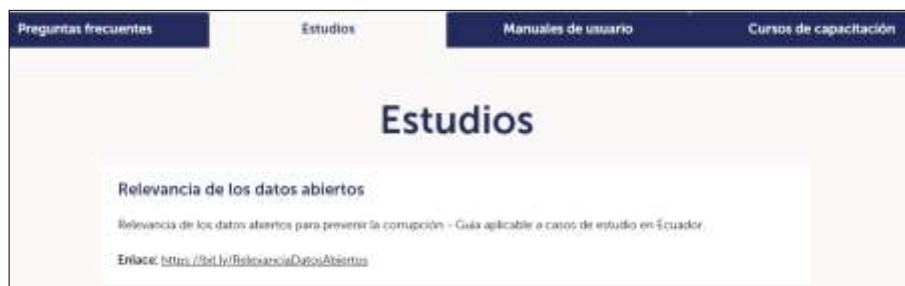 Preguntas frecuentes Estudios Manuales de usuario Cursos de capacitación
Estudios
Relevancia de los datos abiertos
Relevancia de los datos abiertos para prevenir la corrupción – Guía aplicable a casos de estudio en Ecuador.
Enlace: https://bit.ly/RelevanciaDatosAbiertos